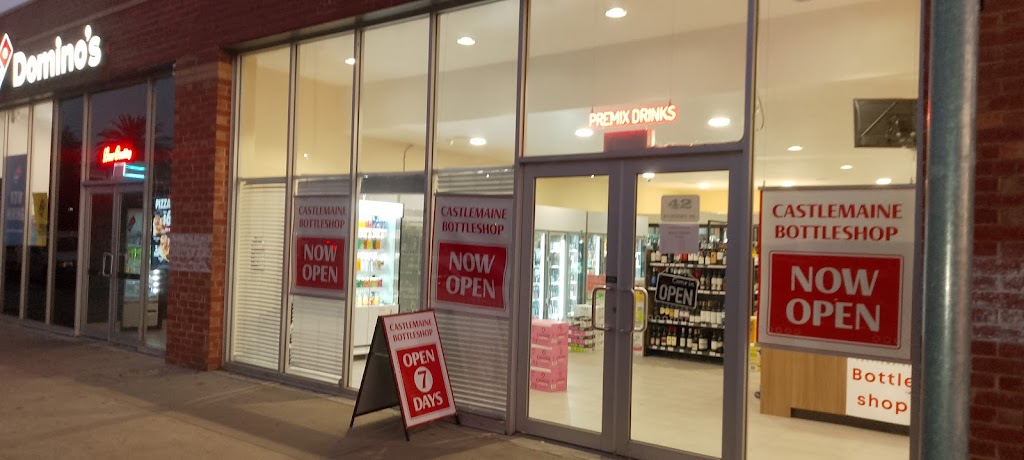 Domino's
PIZZA
PREMIX DRINKS
42
CASTLEMAINE
BOTTLESHOP
NOW
OPEN
CASTLEMAINE
BOTTLESHOP
NOW
OPEN
OPEN
CASTLEMAINE
BOTTLESHOP
NOW
OPEN
CASTLEMAINE
BOTTLESHOP
OPEN
7
DAYS
Bottle
shop